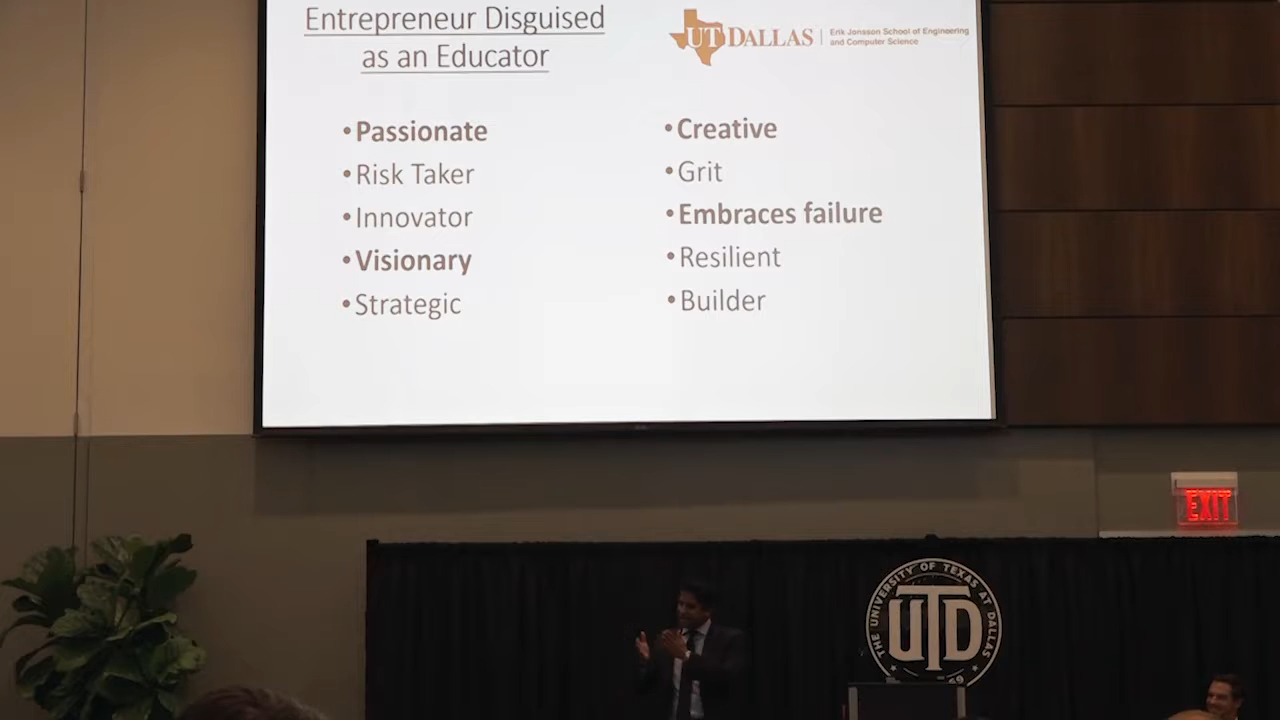 Entrepreneur Disguised
as an Educator
UT DALLAS
Erik Jonsson School of Engineering
and Computer Science
•Passionate
•Risk Taker
•Innovator
•Visionary
•Strategic
•Creative
•Grit
•Embraces failure
•Resilient
•Builder
EXIT
THE UNIVERSITY OF TEXAS AT DALLAS
UTD
69